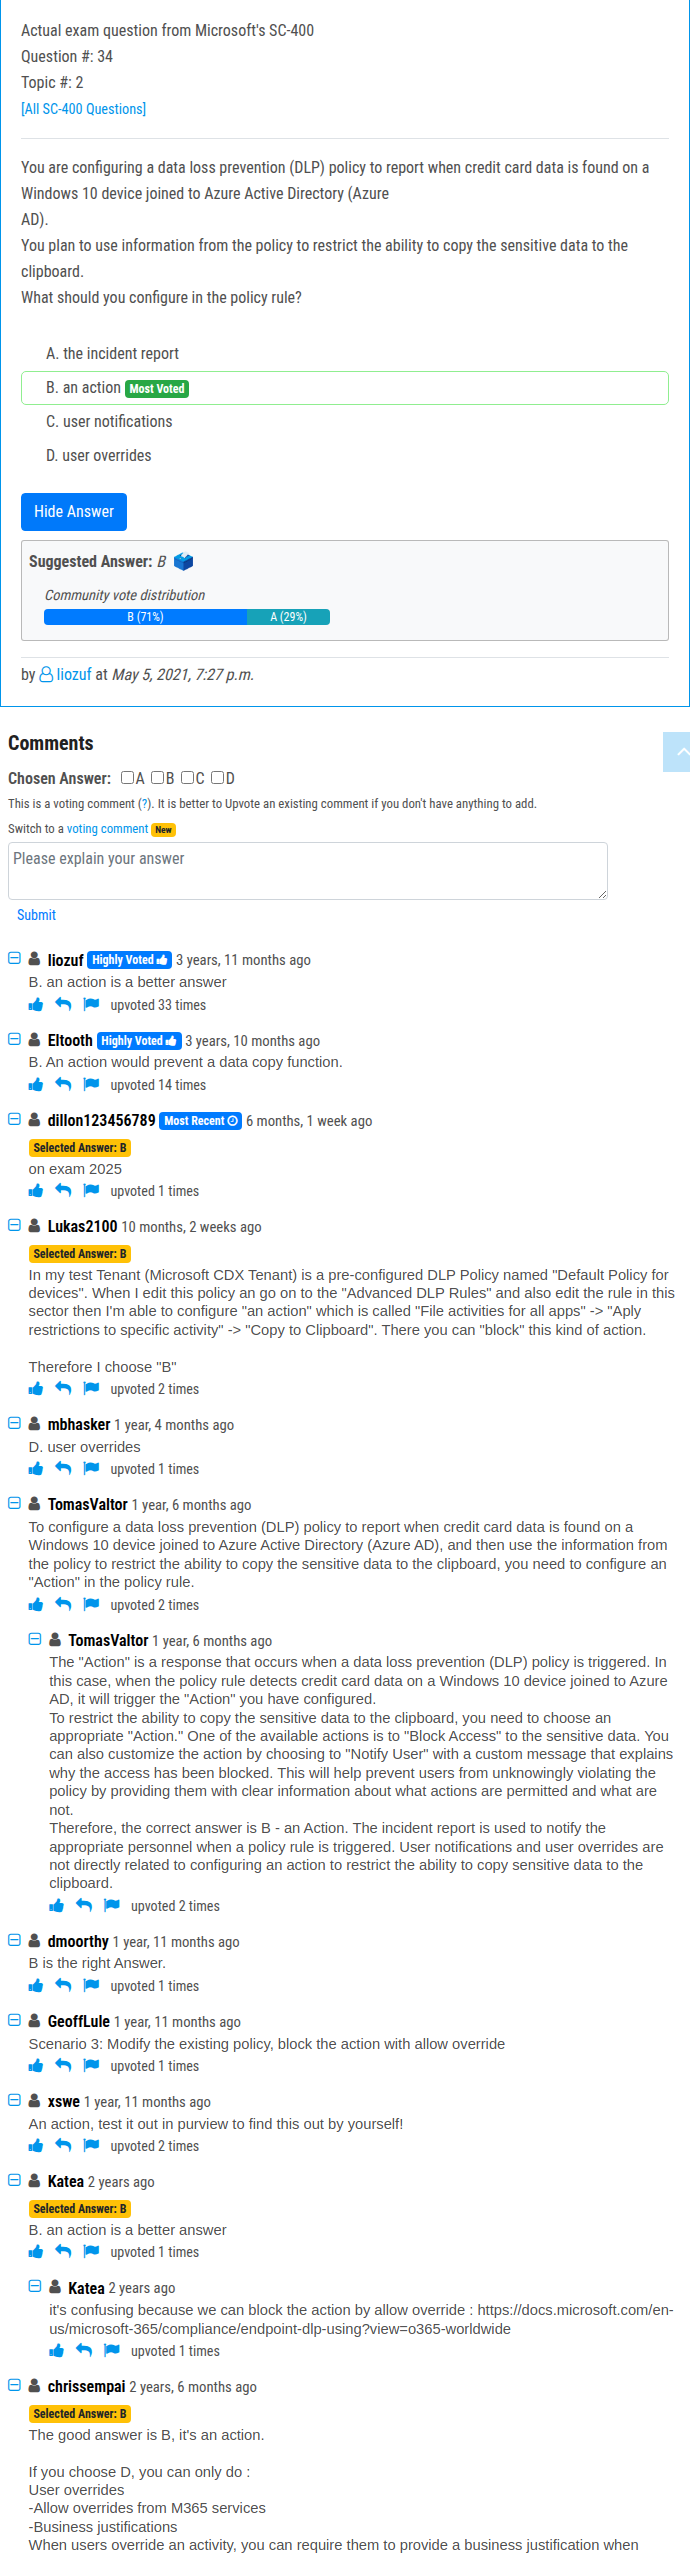 Actual exam question from Microsoft's SC-400
Question #: 34
Topic #: 2
[All SC-400 Questions]
You are configuring a data loss prevention (DLP) policy to report when credit card data is found on a
Windows 10 device joined to Azure Active Directory (Azure
AD).
You plan to use information from the policy to restrict the ability to copy the sensitive data to the
clipboard.
What should you configure in the policy rule?
A. the incident report
B. an action Most Voted
C. user notifications
D. user overrides
Hide Answer
Suggested Answer: B
Community vote distribution
B (71%) A (29%)
by liozuf at May 5, 2021, 7:27 p.m.
Comments
Chosen Answer: A B C D
This is a voting comment (?). It is better to Upvote an existing comment if you don't have anything to add.
Switch to a voting comment New
Please explain your answer
Submit
liozuf Highly Voted 3 years, 11 months ago
B. an action is a better answer
upvoted 33 times
Eltooth Highly Voted 3 years, 10 months ago
B. An action would prevent a data copy function.
upvoted 14 times
dillon123456789 Most Recent 6 months, 1 week ago
Selected Answer: B
on exam 2025
upvoted 1 times
Lukas2100 10 months, 2 weeks ago
Selected Answer: B
In my test Tenant (Microsoft CDX Tenant) is a pre-configured DLP Policy named "Default Policy for
devices". When I edit this policy an go on to the "Advanced DLP Rules" and also edit the rule in this
sector then I'm able to configure "an action" which is called "File activities for all apps" -> "Aply
restrictions to specific activity" -> "Copy to Clipboard". There you can "block" this kind of action.
Therefore I choose "B"
upvoted 2 times
mbhasker 1 year, 4 months ago
D. user overrides
upvoted 1 times
TomasValtor 1 year, 6 months ago
To configure a data loss prevention (DLP) policy to report when credit card data is found on a
Windows 10 device joined to Azure Active Directory (Azure AD), and then use the information from
the policy to restrict the ability to copy the sensitive data to the clipboard, you need to configure an
"Action" in the policy rule.
upvoted 2 times
TomasValtor 1 year, 6 months ago
The "Action" is a response that occurs when a data loss prevention (DLP) policy is triggered. In
this case, when the policy rule detects credit card data on a Windows 10 device joined to Azure
AD, it will trigger the "Action" you have configured.
To restrict the ability to copy the sensitive data to the clipboard, you need to choose an
appropriate "Action." One of the available actions is to "Block Access" to the sensitive data. You
can also customize the action by choosing to "Notify User" with a custom message that explains
why the access has been blocked. This will help prevent users from unknowingly violating the
policy by providing them with clear information about what actions are permitted and what are
not.
Therefore, the correct answer is B - an Action. The incident report is used to notify the
appropriate personnel when a policy rule is triggered. User notifications and user overrides are
not directly related to configuring an action to restrict the ability to copy sensitive data to the
clipboard.
upvoted 2 times
dmoorthy 1 year, 11 months ago
B is the right Answer.
upvoted 1 times
GeoffLule 1 year, 11 months ago
Scenario 3: Modify the existing policy, block the action with allow override
upvoted 1 times
xswe 1 year, 11 months ago
An action, test it out in purview to find this out by yourself!
upvoted 2 times
Katea 2 years ago
Selected Answer: B
B. an action is a better answer
upvoted 1 times
Katea 2 years ago
it's confusing because we can block the action by allow override : https://docs.microsoft.com/en-
us/microsoft-365/compliance/endpoint-dlp-using?view=o365-worldwide
upvoted 1 times
chrissempai 2 years, 6 months ago
Selected Answer: B
The good answer is B, it's an action.
If you choose D, you can only do :
User overrides
-Allow overrides from M365 services
-Business justifications
When users override an activity, you can require them to provide a business justification when